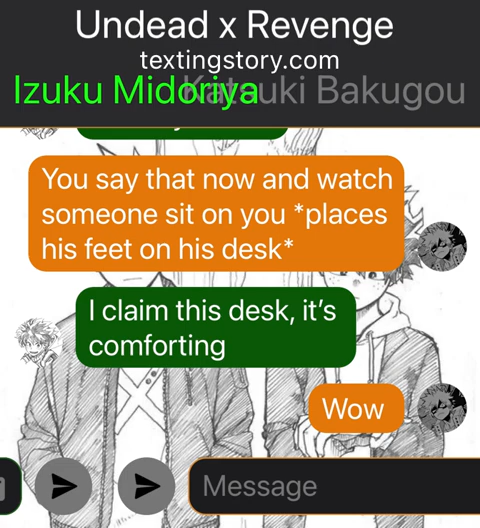 Undead x Revenge
textingstory.com
Izuku Midoriya Katsuki Bakugou
You say that now and watch
someone sit on you *places
his feet on his desk*
I claim this desk, it’s
comforting
Wow
Message